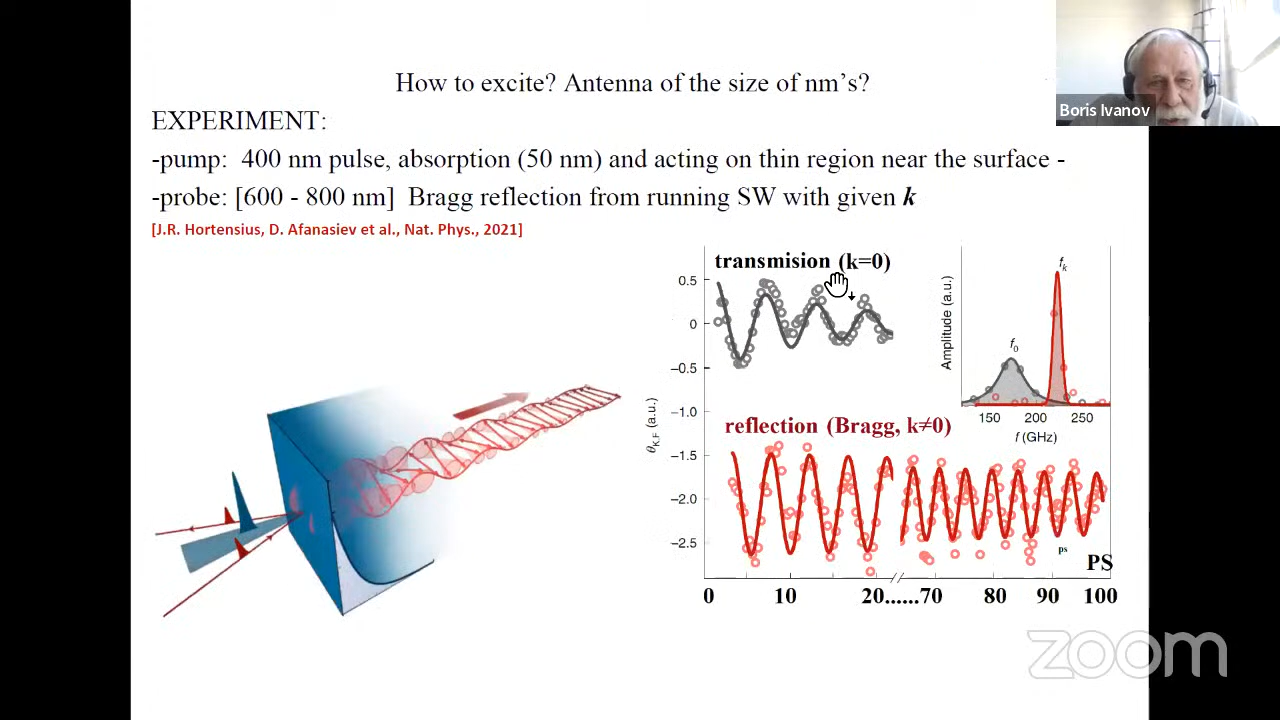 How to excite? Antenna of the size of nm's?
EXPERIMENT:
-pump: 400 nm pulse, absorption (50 nm) and acting on thin region near the surface -
-probe: [600 - 800 nm] Bragg reflection from running SW with given k
[J.R. Hortensius, D. Afanasiev et al., Nat. Phys., 2021]
Boris Ivanov
transmision (k=0)
0.5
0
−0.5
−1.0
−1.5
−2.0
−2.5
θK,F (a.u.)
Amplitude (a.u.)
f0
fk
150 200 250
f (GHz)
reflection (Bragg, k≠0)
ps
PS
0 10 20......70 80 90 100
zoom